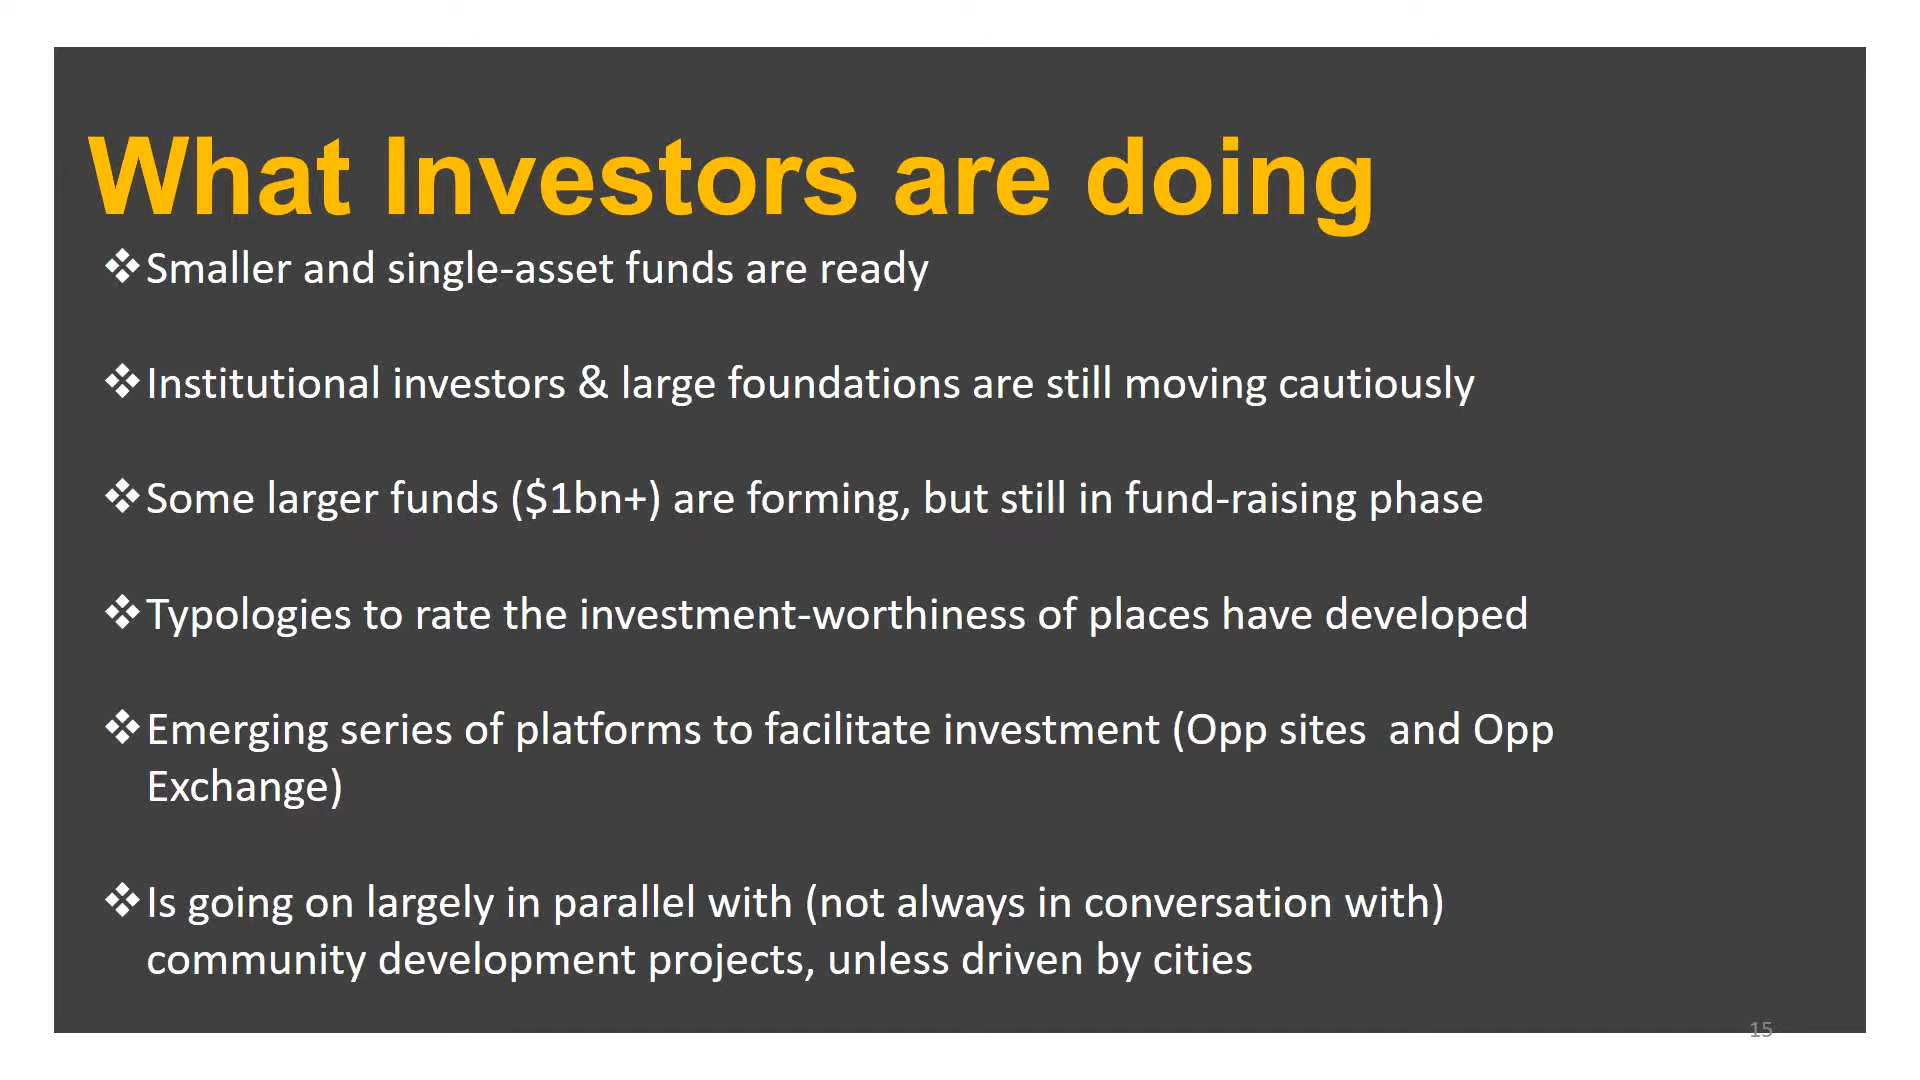 What Investors are doing
❖Smaller and single-asset funds are ready
❖Institutional investors & large foundations are still moving cautiously
❖Some larger funds ($1bn+) are forming, but still in fund-raising phase
❖Typologies to rate the investment-worthiness of places have developed
❖Emerging series of platforms to facilitate investment (Opp sites  and Opp
Exchange)
❖Is going on largely in parallel with (not always in conversation with)
community development projects, unless driven by cities
15